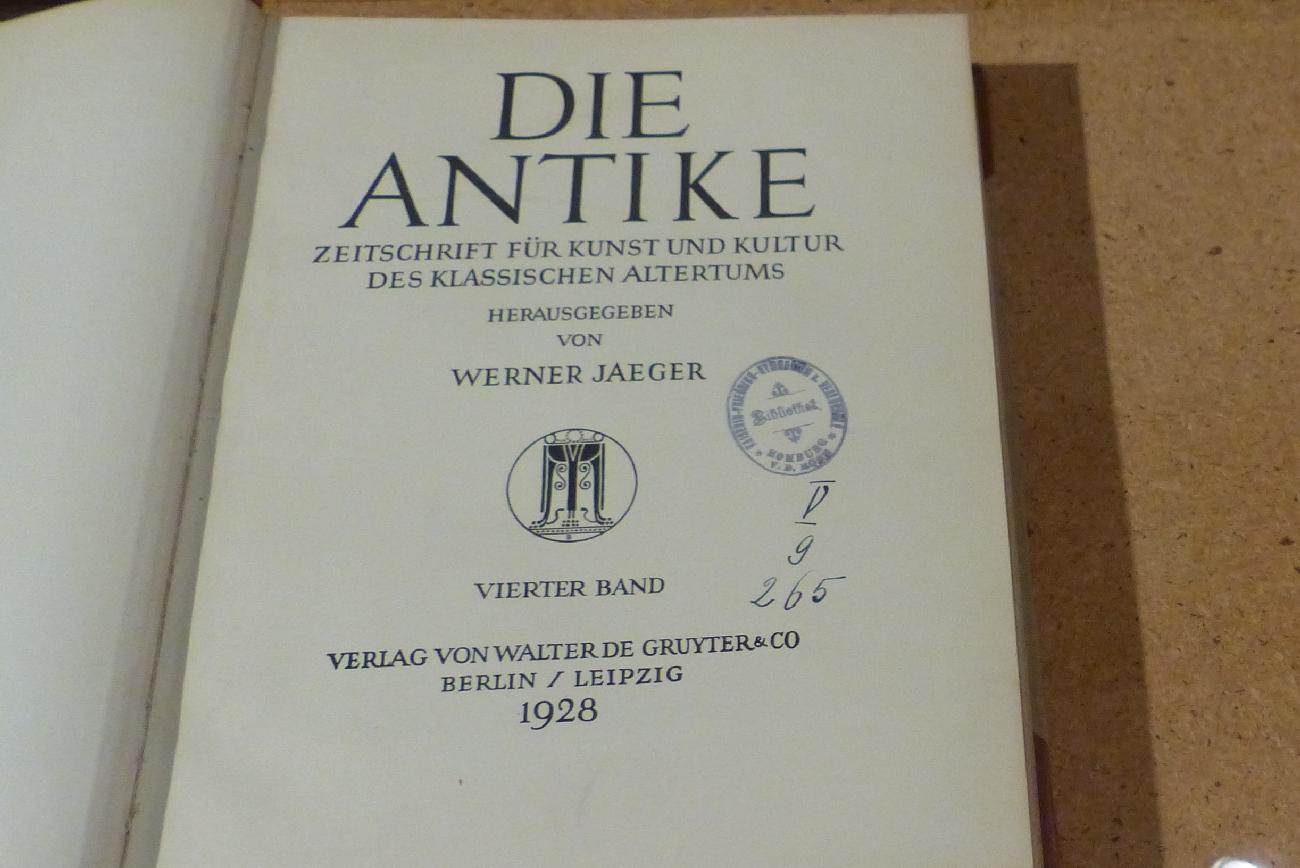 DIE
ANTIKE
ZEITSCHRIFT FÜR KUNST UND KULTUR
DES KLASSISCHEN ALTERTUMS
HERAUSGEGEBEN
VON
WERNER JAEGER
Bibliothek
HOMBURG
V. D.
V
9
265
VIERTER BAND
VERLAG VON WALTER DE GRUYTER & CO
BERLIN / LEIPZIG
1928